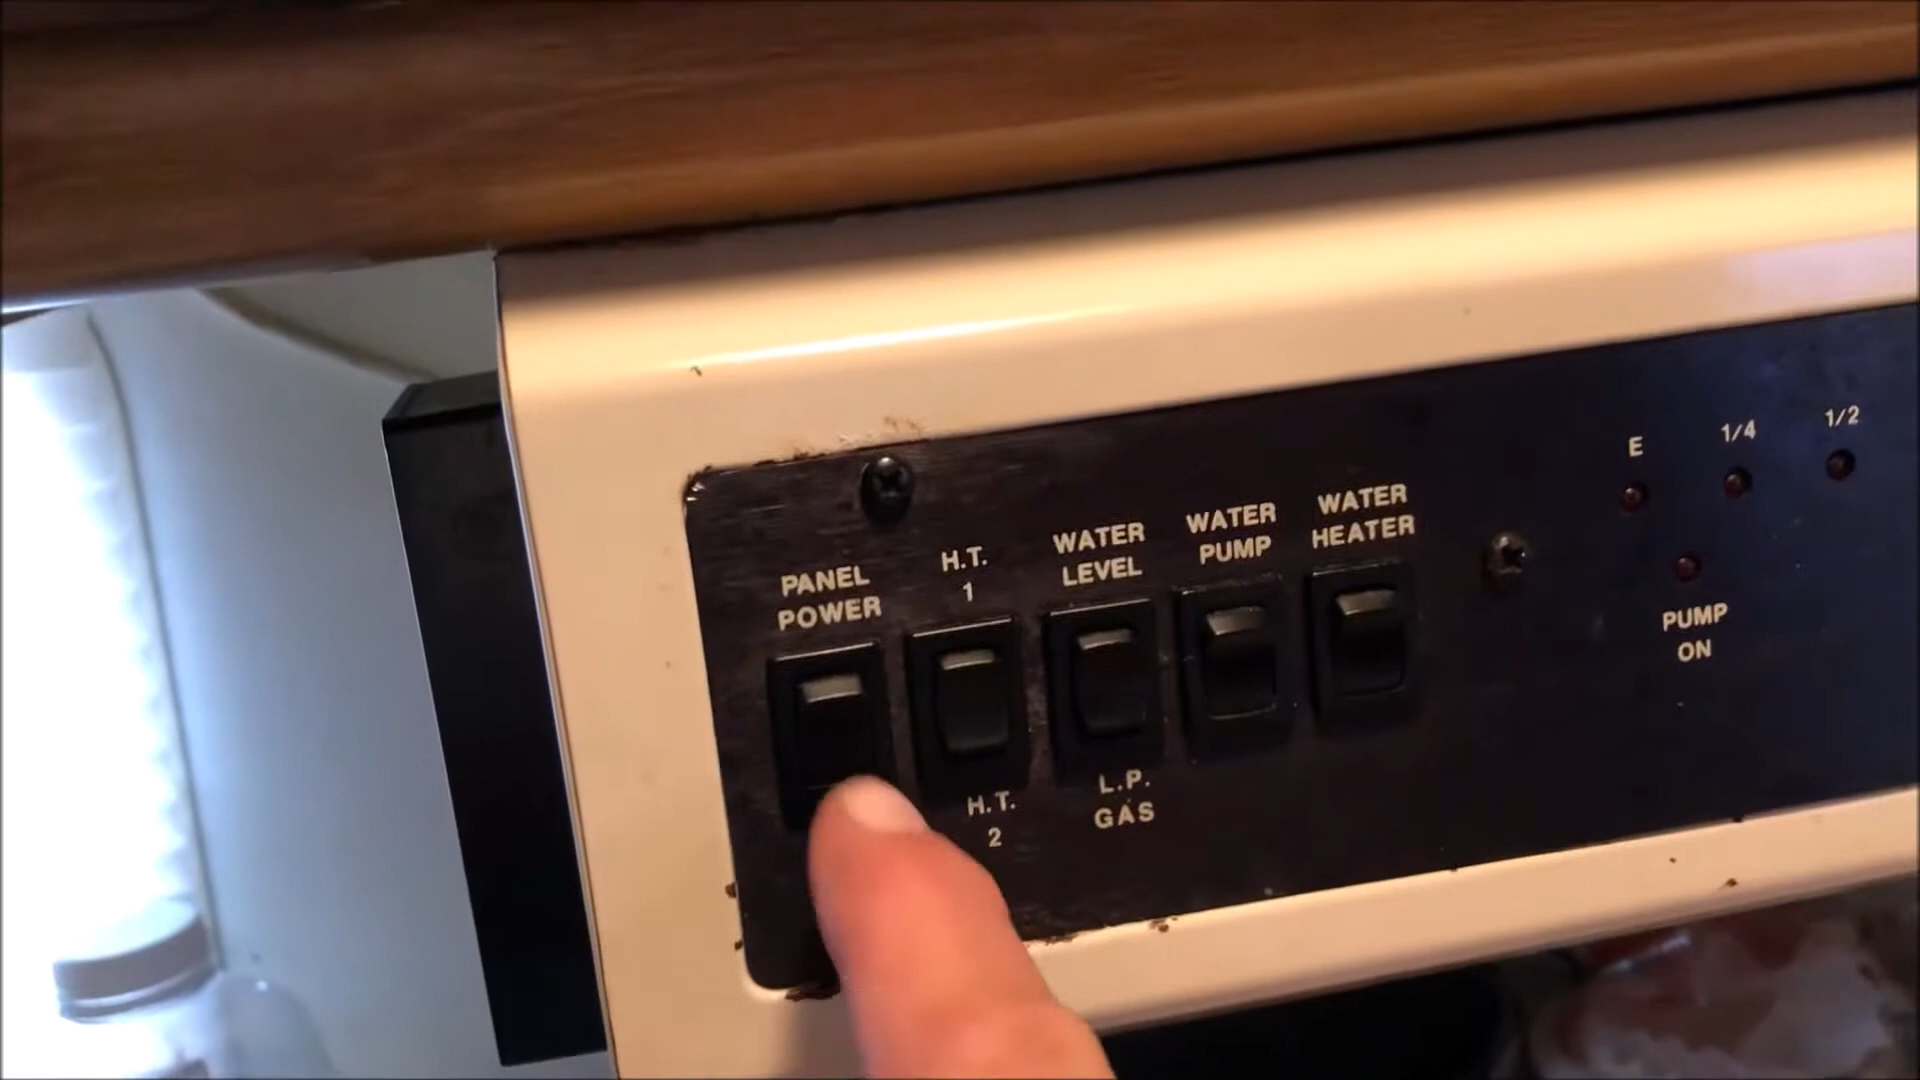 PANEL
POWER
H.T.
1
H.T.
2
WATER
LEVEL
L.P.
GAS
WATER
PUMP
WATER
HEATER
E
1/4
1/2
PUMP
ON